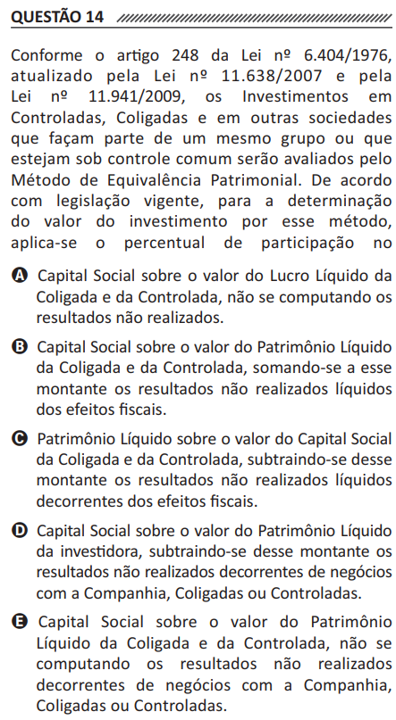 QUESTÃO 14
Conforme o artigo 248 da Lei nº 6.404/1976,
atualizado pela Lei nº 11.638/2007 e pela
Lei nº 11.941/2009, os Investimentos em
Controladas, Coligadas e em outras sociedades
que façam parte de um mesmo grupo ou que
estejam sob controle comum serão avaliados pelo
Método de Equivalência Patrimonial. De acordo
com legislação vigente, para a determinação
do valor do investimento por esse método,
aplica-se o percentual de participação no
A Capital Social sobre o valor do Lucro Líquido da
Coligada e da Controlada, não se computando os
resultados não realizados.
B Capital Social sobre o valor do Patrimônio Líquido
da Coligada e da Controlada, somando-se a esse
montante os resultados não realizados líquidos
dos efeitos fiscais.
C Patrimônio Líquido sobre o valor do Capital Social
da Coligada e da Controlada, subtraindo-se desse
montante os resultados não realizados líquidos
decorrentes dos efeitos fiscais.
D Capital Social sobre o valor do Patrimônio Líquido
da investidora, subtraindo-se desse montante os
resultados não realizados decorrentes de negócios
com a Companhia, Coligadas ou Controladas.
E Capital Social sobre o valor do Patrimônio
Líquido da Coligada e da Controlada, não se
computando os resultados não realizados
decorrentes de negócios com a Companhia,
Coligadas ou Controladas.